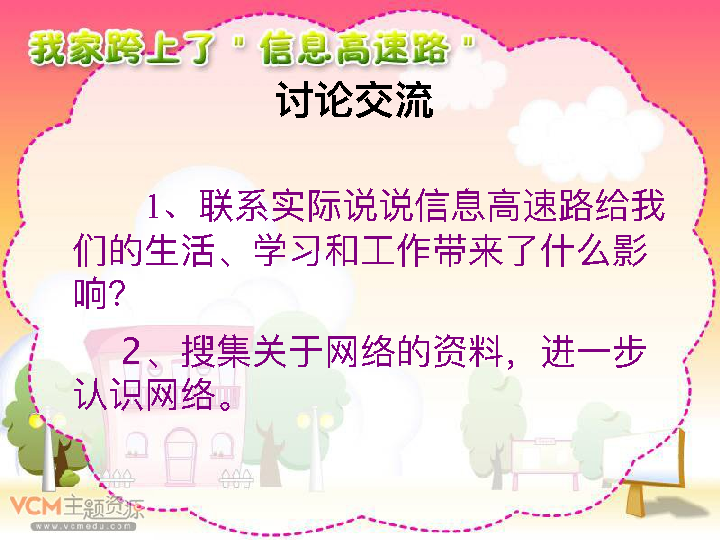 我家跨上了"信息高速路"
讨论交流
1、联系实际说说信息高速路给我
们的生活、学习和工作带来了什么影
响?
2、搜集关于网络的资料，进一步
认识网络。
VCM主题资源
www.vcmedu.com